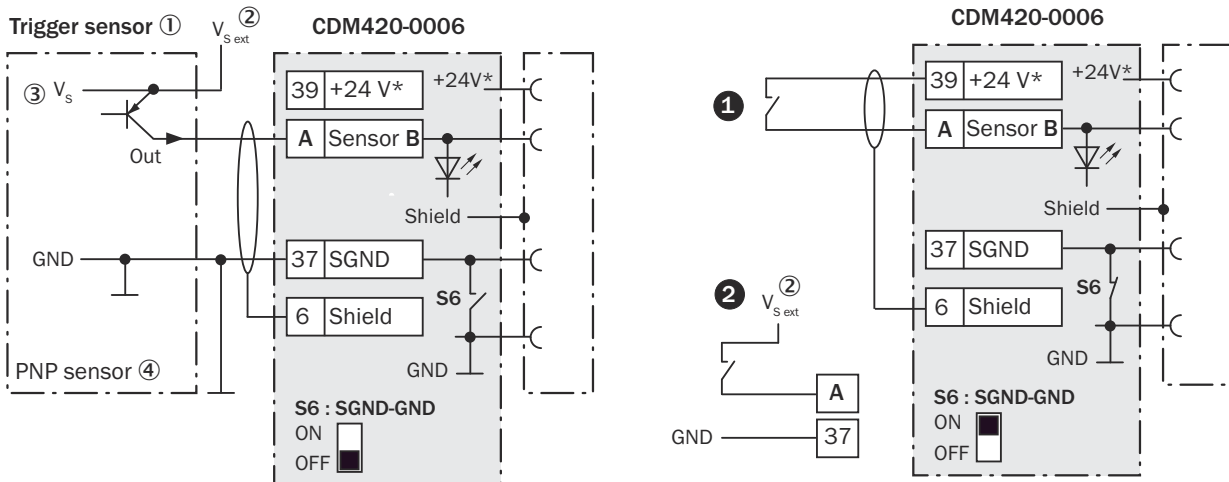 Trigger sensor ①
V S ext ②
CDM420-0006
③ V S
39 +24 V*
+24V*
A Sensor B
Out
Shield
GND
37 SGND
S6
6 Shield
GND
PNP sensor ④
S6 : SGND-GND
ON
OFF
CDM420-0006
❶
39 +24 V*
+24V*
A Sensor B
Shield
37 SGND
S6
❷
V S ext ②
6 Shield
GND
A
S6 : SGND-GND
GND
37
ON
OFF